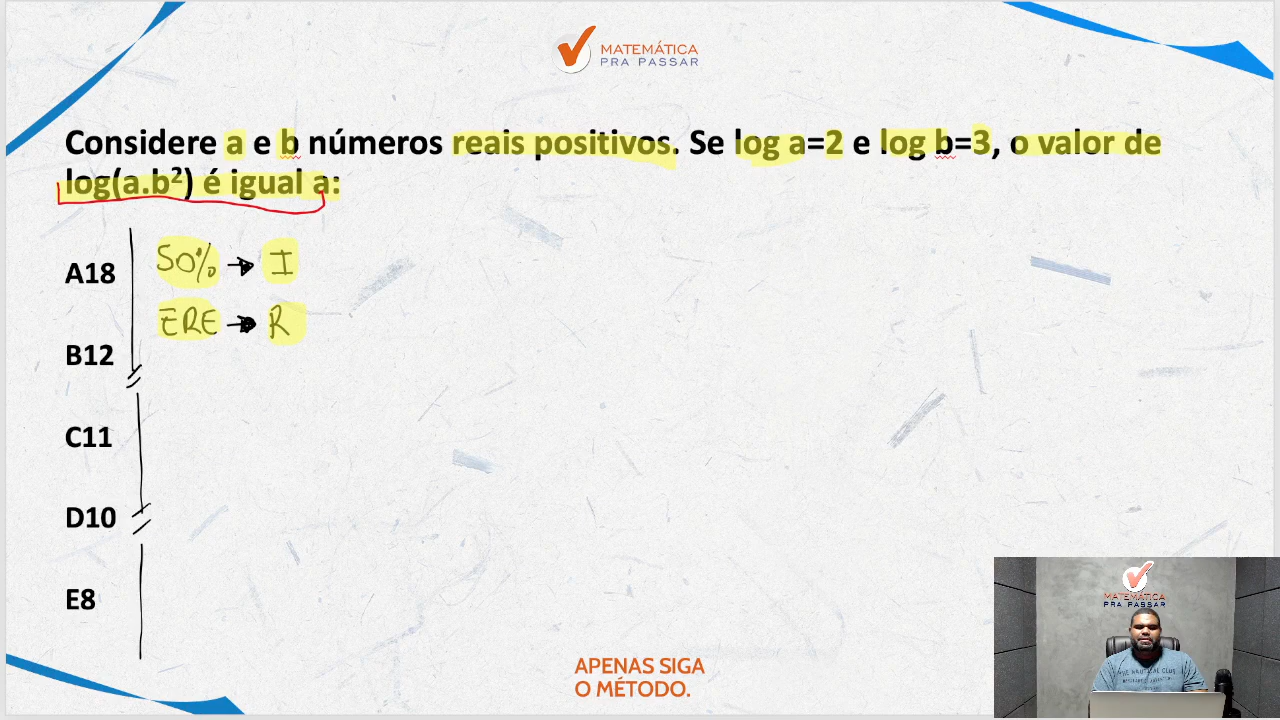 MATEMÁTICA
PRA PASSAR
Considere a e b números reais positivos. Se log a=2 e log b=3, o valor de
log(a.b²) é igual a:
50% → I
A18
ERE → R
B12
C11
D10
E8
MATEMÁTICA
PRA PASSAR
APENAS SIGA
O MÉTODO.